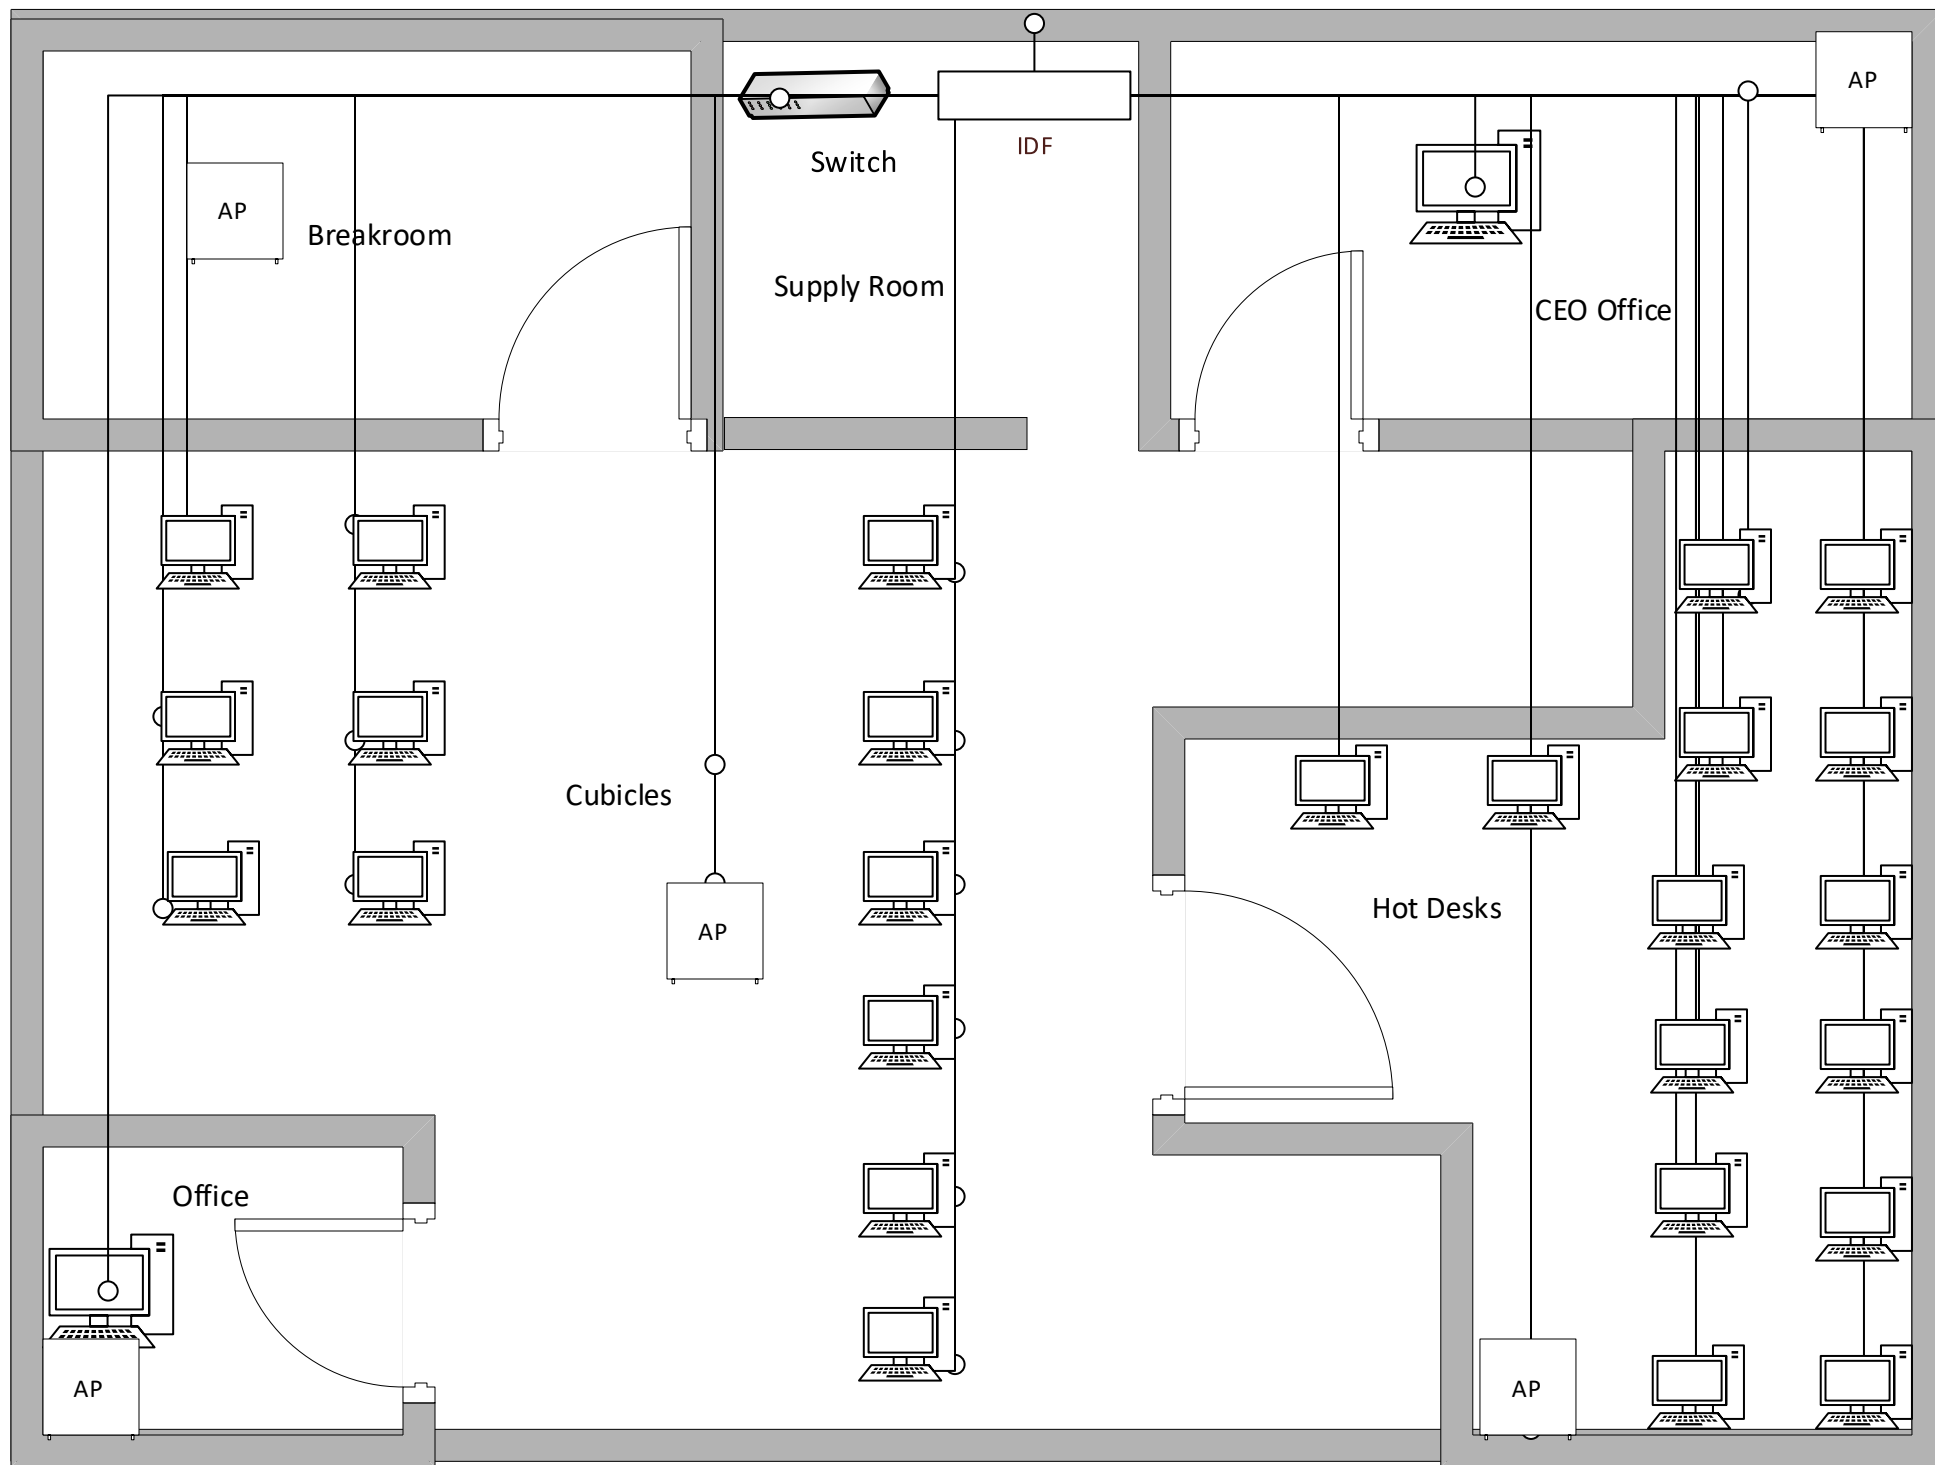 AP
IDF
Switch
AP
Breakroom
Supply Room
CEO Office
Cubicles
Hot Desks
AP
Office
AP
AP